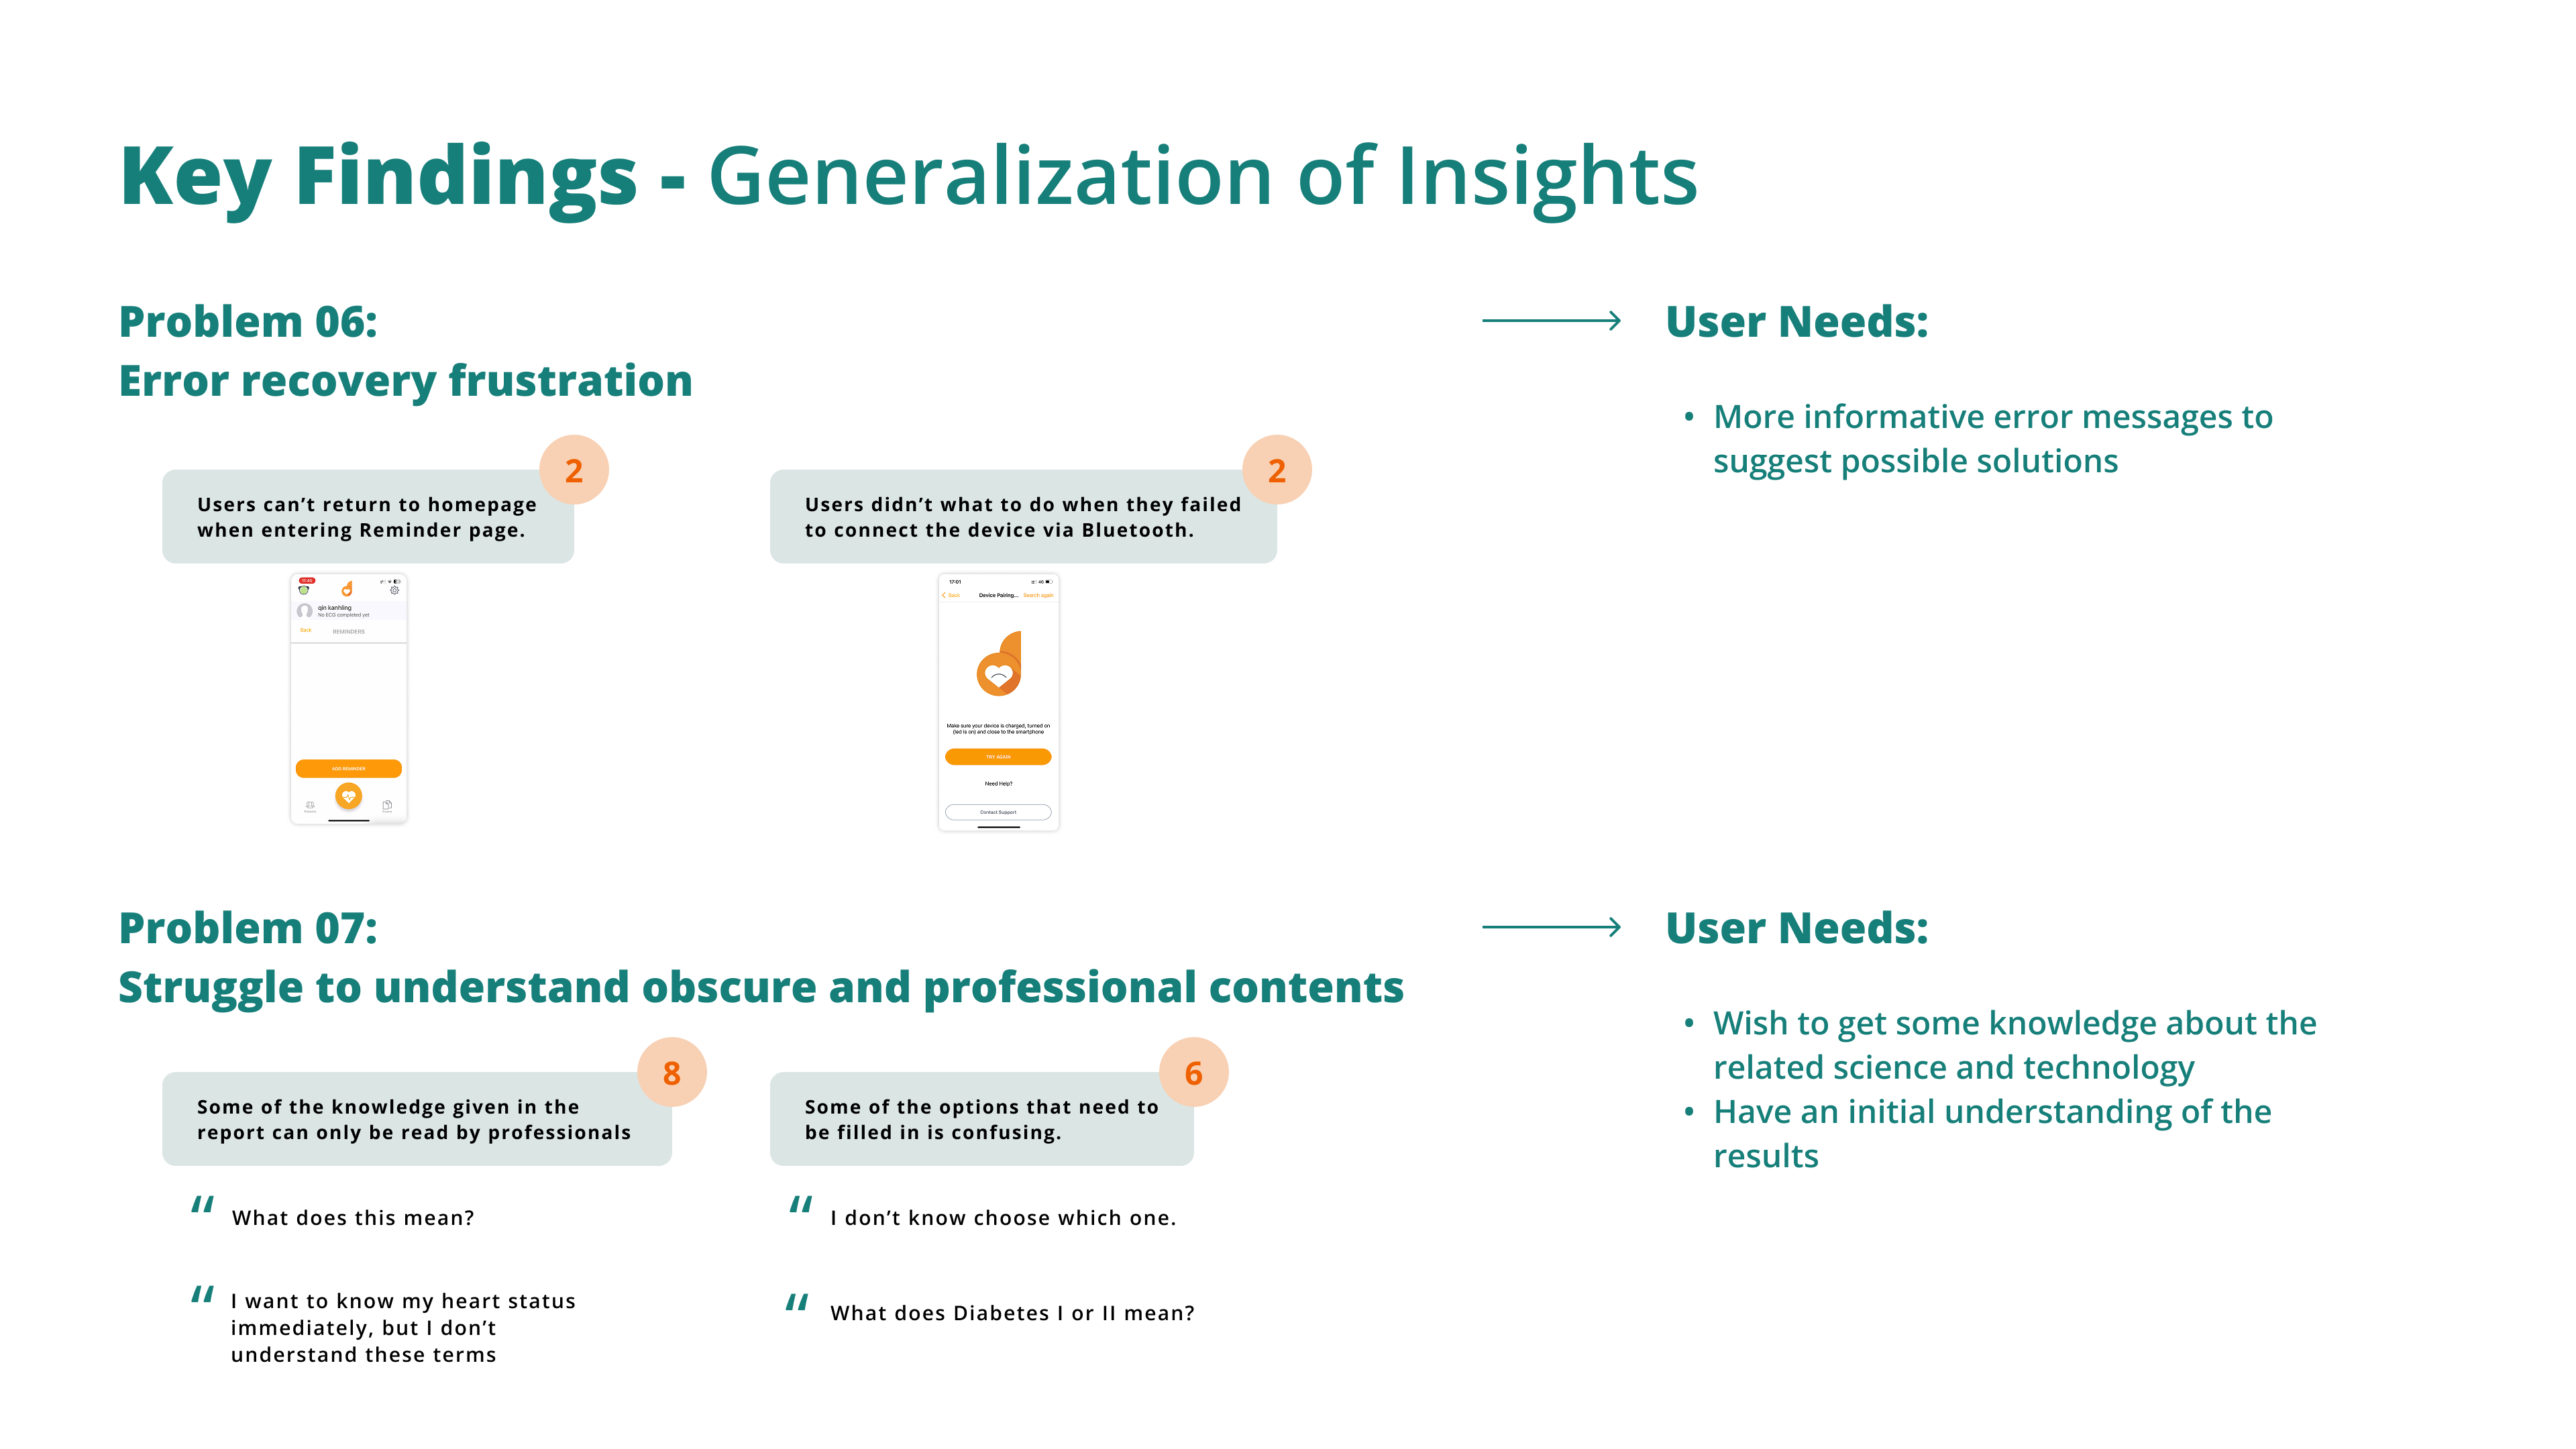 Key Findings - Generalization of Insights
Problem 06:
Error recovery frustration
2
Users can’t return to homepage
when entering Reminder page.
17:45
qin kanhling
No ECG completed yet
Back
REMINDERS
ADD REMINDER
2
Users didn’t what to do when they failed
to connect the device via Bluetooth.
17:01
4G
Back
Device Pairing...
Search again
Make sure your device is charged, turned on
(led is on) and close to the smartphone
TRY AGAIN
Need Help?
Contact Support
User Needs:
• More informative error messages to
suggest possible solutions
Problem 07:
Struggle to understand obscure and professional contents
8
Some of the knowledge given in the
report can only be read by professionals
“ What does this mean?
“ I want to know my heart status
immediately, but I don’t
understand these terms
6
Some of the options that need to
be filled in is confusing.
“ I don’t know choose which one.
“ What does Diabetes I or II mean?
User Needs:
• Wish to get some knowledge about the
related science and technology
• Have an initial understanding of the
results